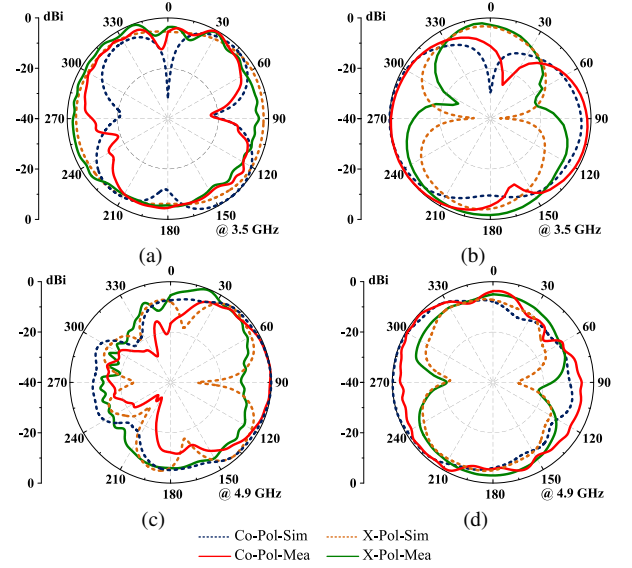 dBi 0 dBi 0
0 330 30 0 330 30
-20 300 60 -20 300 60
-40 270 90 -40 270 90
-20 240 120 -20 240 120
0 210 150 0 210 150
180 @ 3.5 GHz 180 @ 3.5 GHz
(a) (b)
dBi 0 dBi 0
0 330 30 0 330 30
-20 300 60 -20 300 60
-40 270 90 -40 270 90
-20 240 120 -20 240 120
0 210 150 0 210 150
180 @ 4.9 GHz 180 @ 4.9 GHz
(c) (d)
Co-Pol-Sim X-Pol-Sim
Co-Pol-Mea X-Pol-Mea